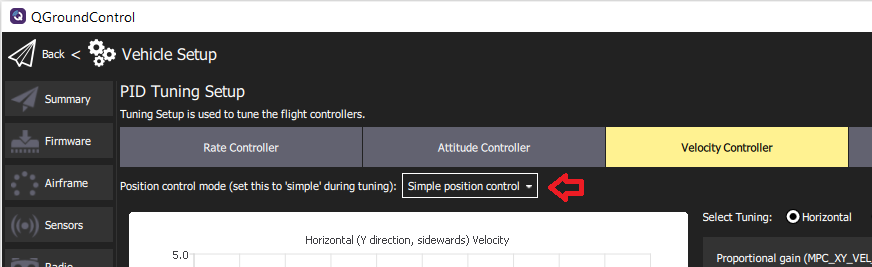 QGroundControl
Back < Vehicle Setup
PID Tuning Setup
Summary
Tuning Setup is used to tune the flight controllers.
Firmware
Rate Controller
Attitude Controller
Velocity Controller
Airframe
Position control mode (set this to 'simple' during tuning): Simple position control
Sensors
Select Tuning: Horizontal
Horizontal (Y direction, sidewards) Velocity
5.0
Proportional gain (MPC_XY_VEL_
Radio